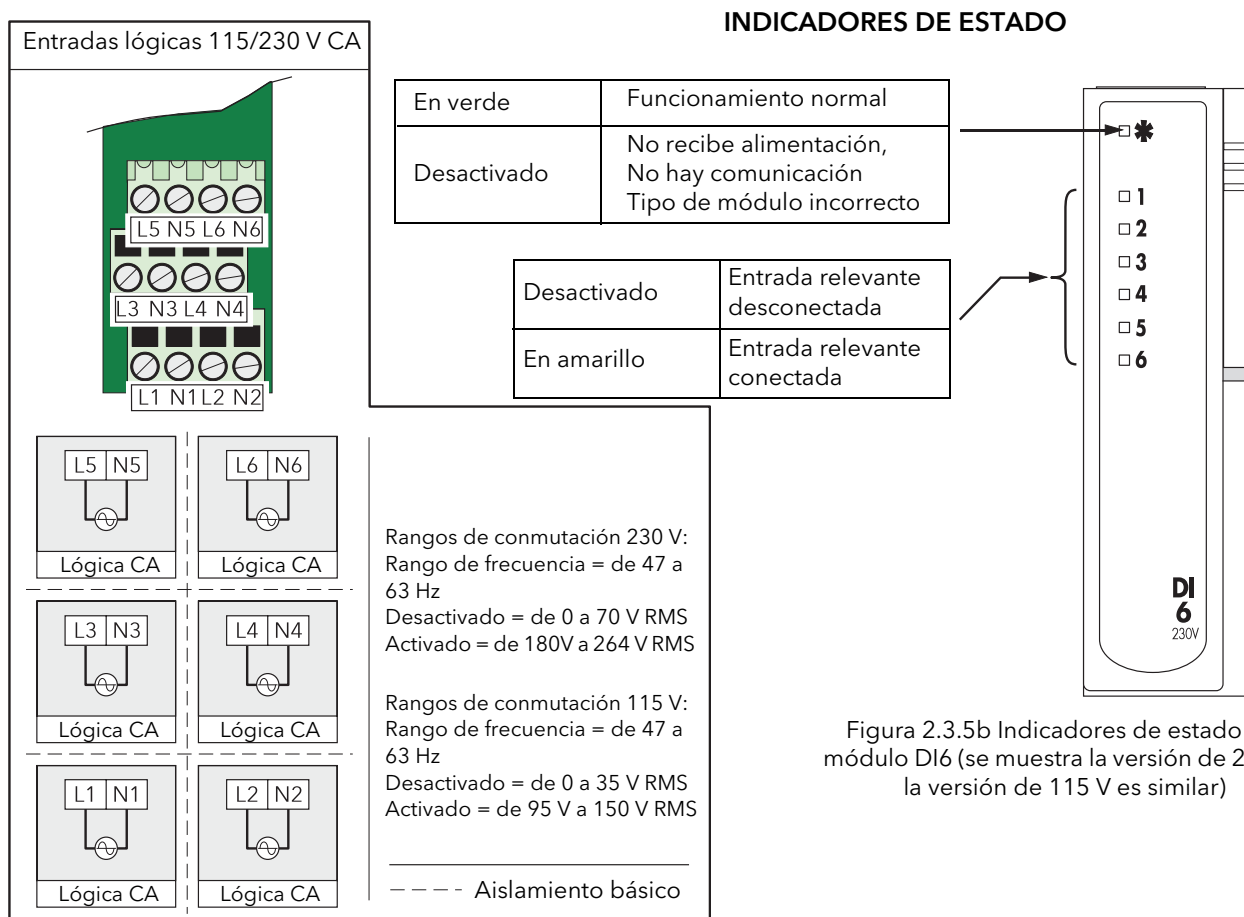 INDICADORES DE ESTADO
Entradas lógicas 115/230 V CA
L5 N5 L6 N6
L3 N3 L4 N4
L1 N1 L2 N2
L5 N5
Lógica CA
L6 N6
Lógica CA
L3 N3
Lógica CA
L4 N4
Lógica CA
L1 N1
Lógica CA
L2 N2
Lógica CA
Rangos de conmutación 230 V:
Rango de frecuencia = de 47 a
63 Hz
Desactivado = de 0 a 70 V RMS
Activado = de 180V a 264 V RMS
Rangos de conmutación 115 V:
Rango de frecuencia = de 47 a
63 Hz
Desactivado = de 0 a 35 V RMS
Activado = de 95 V a 150 V RMS
Aislamiento básico
En verde
Funcionamiento normal
Desactivado
No recibe alimentación,
No hay comunicación
Tipo de módulo incorrecto
Desactivado
Entrada relevante
desconectada
En amarillo
Entrada relevante
conectada
✱
1
2
3
4
5
6
DI
6
230V
Figura 2.3.5b Indicadores de estado
módulo DI6 (se muestra la versión de 2
la versión de 115 V es similar)